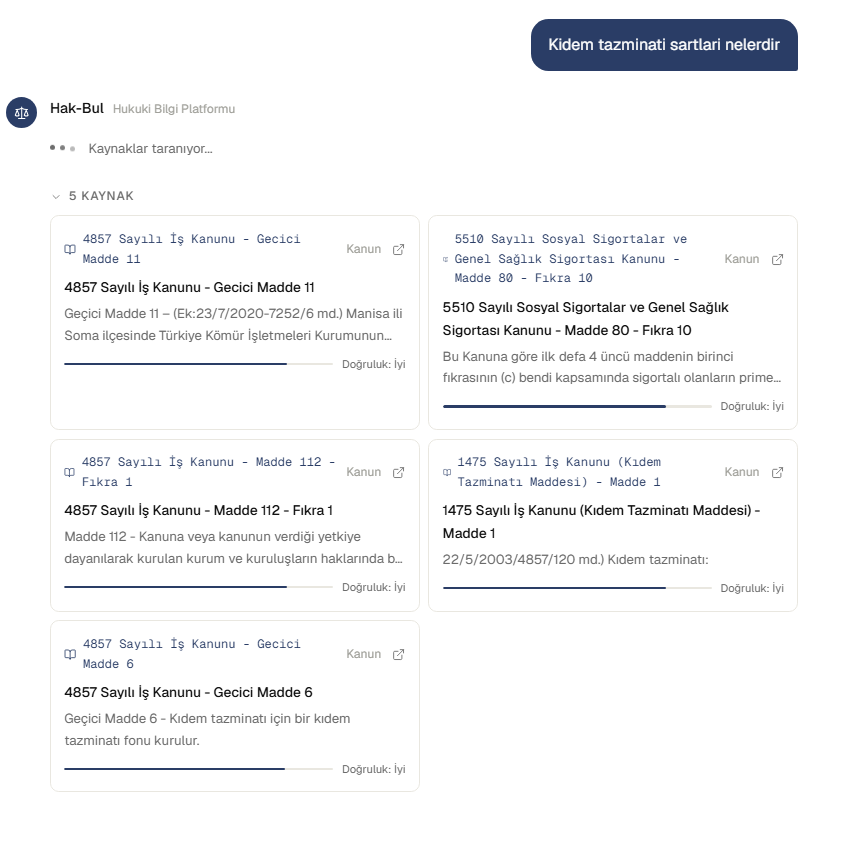 Kidem tazminati sartlari nelerdir
Hak-Bul Hukuki Bilgi Platformu
Kaynaklar taranıyor...
5 KAYNAK
4857 Sayılı İş Kanunu - Gecici
Madde 11
Kanun
4857 Sayılı İş Kanunu - Gecici Madde 11
Geçici Madde 11 – (Ek:23/7/2020-7252/6 md.) Manisa ili
Soma ilçesinde Türkiye Kömür İşletmeleri Kurumunun...
Doğruluk: İyi
5510 Sayılı Sosyal Sigortalar ve
Genel Sağlık Sigortası Kanunu -
Madde 80 - Fıkra 10
Kanun
5510 Sayılı Sosyal Sigortalar ve Genel Sağlık
Sigortası Kanunu - Madde 80 - Fıkra 10
Bu Kanuna göre ilk defa 4 üncü maddenin birinci
fıkrasının (c) bendi kapsamında sigortalı olanların prime...
Doğruluk: İyi
4857 Sayılı İş Kanunu - Madde 112 -
Fıkra 1
Kanun
4857 Sayılı İş Kanunu - Madde 112 - Fıkra 1
Madde 112 - Kanuna veya kanunun verdiği yetkiye
dayanılarak kurulan kurum ve kuruluşların haklarında b...
Doğruluk: İyi
1475 Sayılı İş Kanunu (Kıdem
Tazminatı Maddesi) - Madde 1
Kanun
1475 Sayılı İş Kanunu (Kıdem Tazminatı Maddesi) -
Madde 1
22/5/2003/4857/120 md.) Kıdem tazminatı:
Doğruluk: İyi
4857 Sayılı İş Kanunu - Gecici
Madde 6
Kanun
4857 Sayılı İş Kanunu - Gecici Madde 6
Geçici Madde 6 - Kıdem tazminatı için bir kıdem
tazminatı fonu kurulur.
Doğruluk: İyi